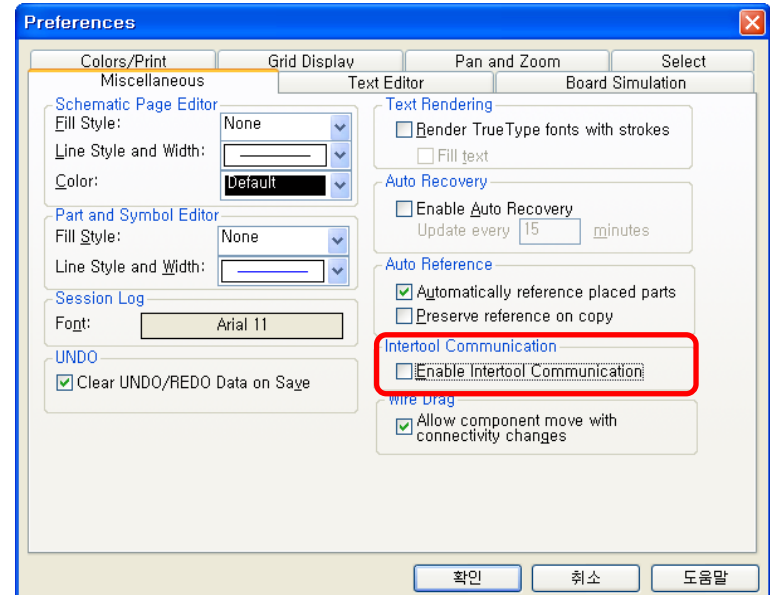 Preferences
Colors/Print
Grid Display
Pan and Zoom
Select
Miscellaneous
Text Editor
Board Simulation
Schematic Page Editor
Fill Style:
None
Line Style and Width:
Color:
Default
Part and Symbol Editor
Fill Style:
None
Line Style and Width:
Session Log
Font:
Arial 11
UNDO
Clear UNDO/REDO Data on Save
Text Rendering
Render TrueType fonts with strokes
Fill text
Auto Recovery
Enable Auto Recovery
Update every 15 minutes
Auto Reference
Automatically reference placed parts
Preserve reference on copy
Intertool Communication
Enable Intertool Communication
Wire Drag
Allow component move with
connectivity changes
확인
취소
도움말